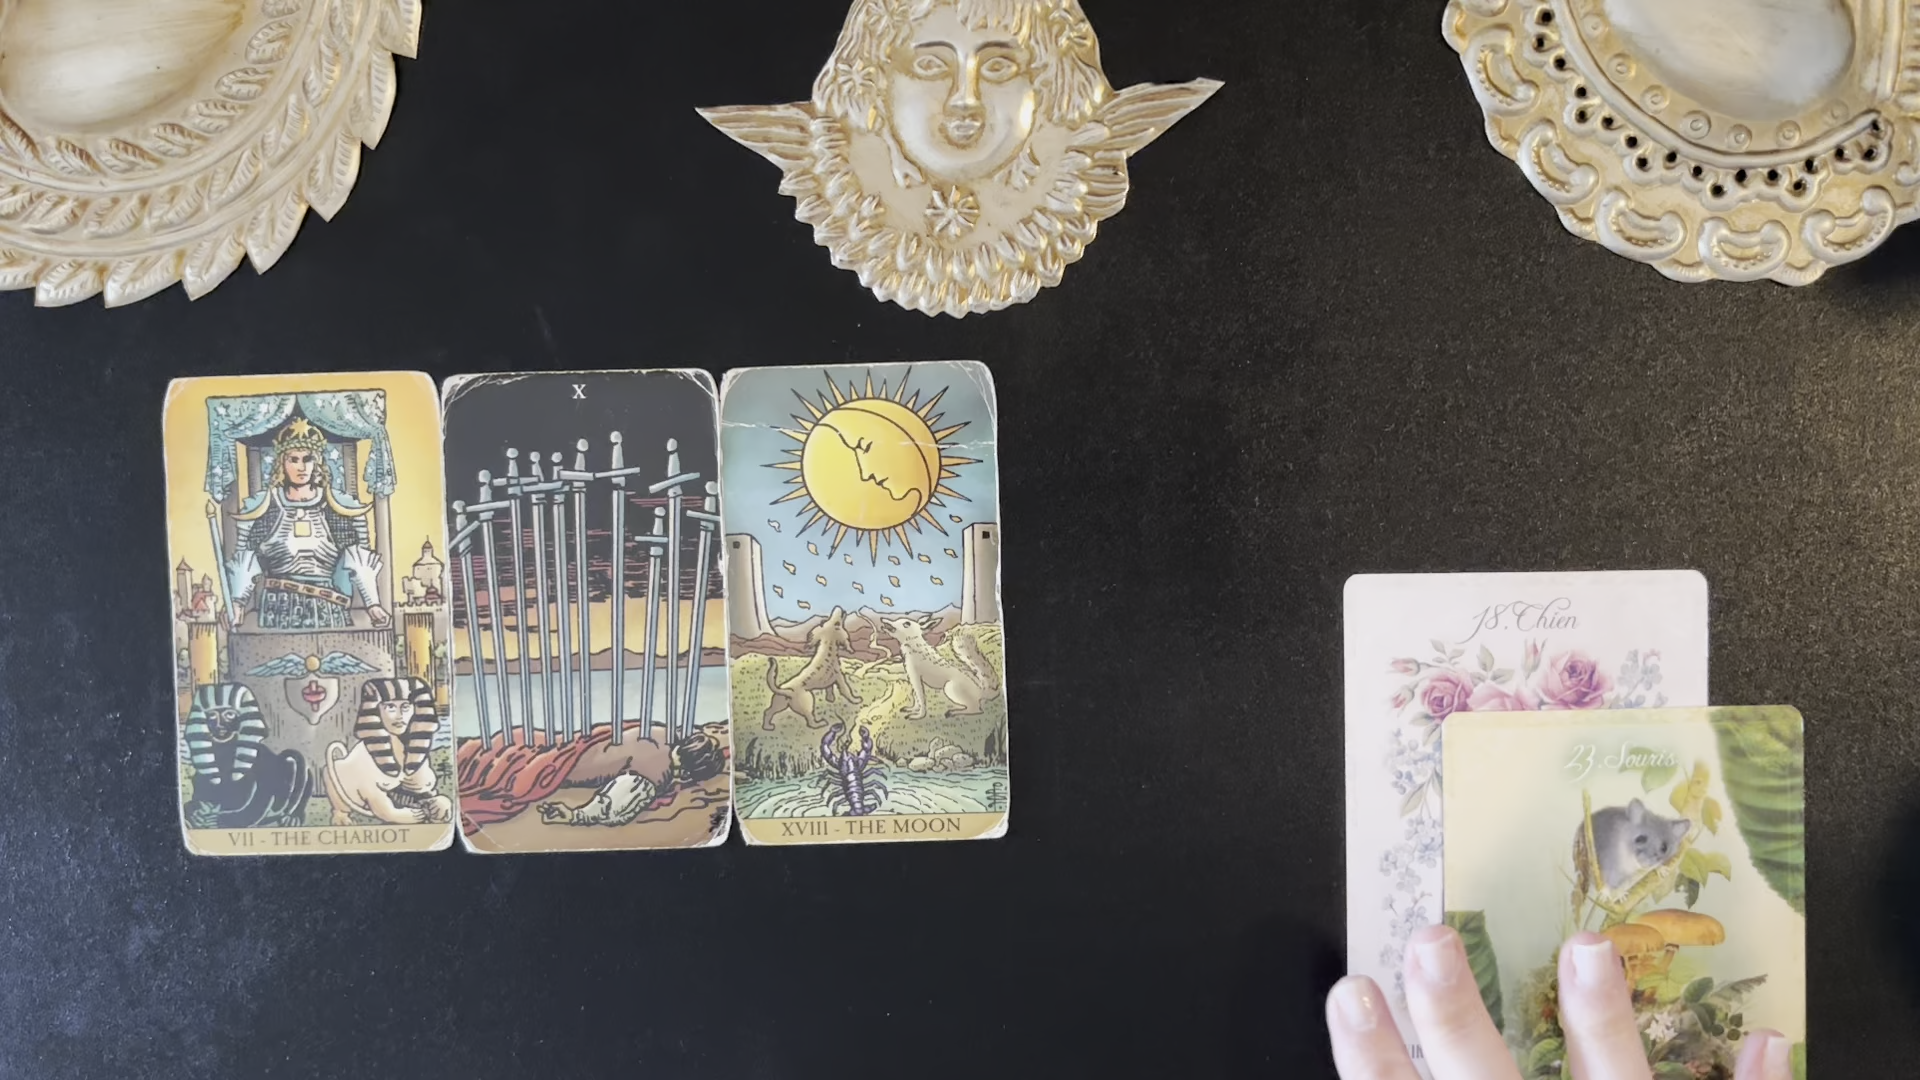 X
VII - THE CHARIOT
XVIII - THE MOON
18. Chien
23. Souris